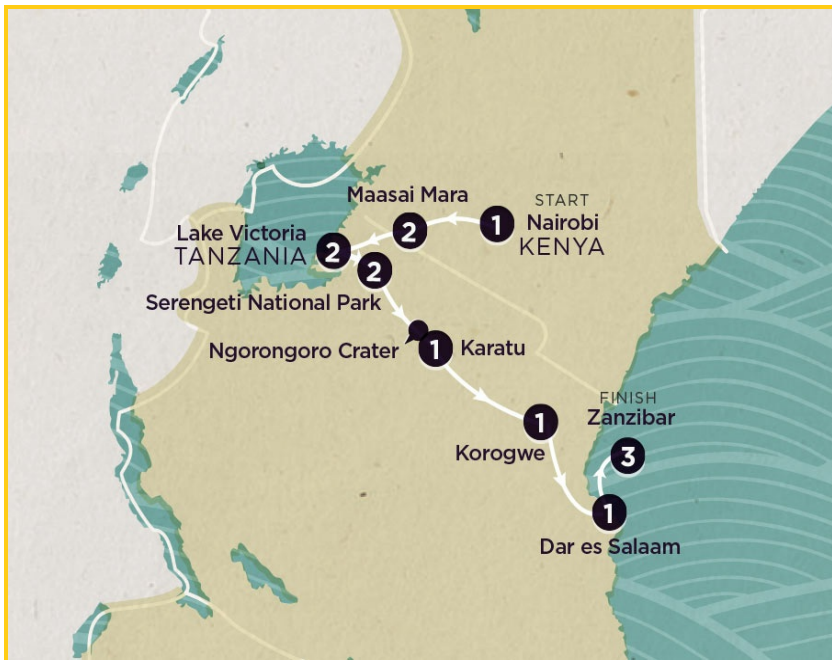 START
Nairobi
KENYA
1
Maasai Mara
2
Lake Victoria
TANZANIA
2
2
Serengeti National Park
Ngorongoro Crater
1
Karatu
1
Korogwe
1
Dar es Salaam
FINISH
Zanzibar
3